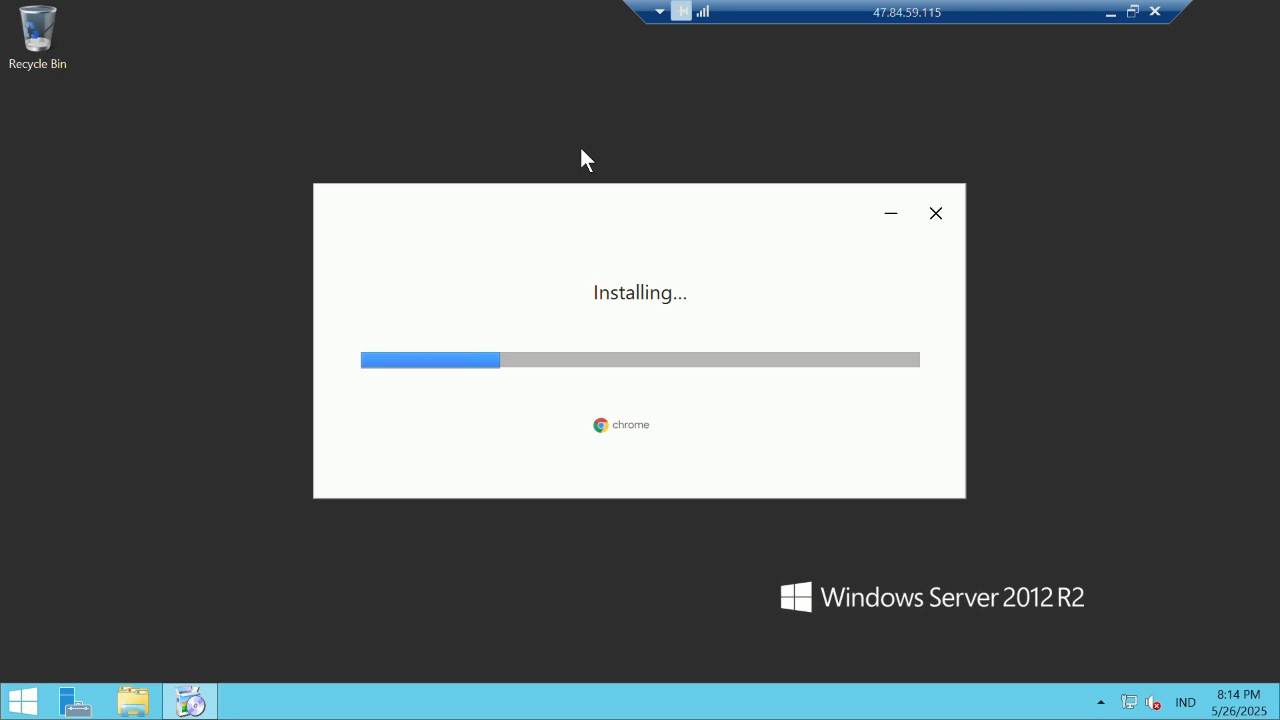 47.84.59.115
Recycle Bin
Installing...
chrome
Windows Server 2012 R2
IND
8:14 PM
5/26/2025